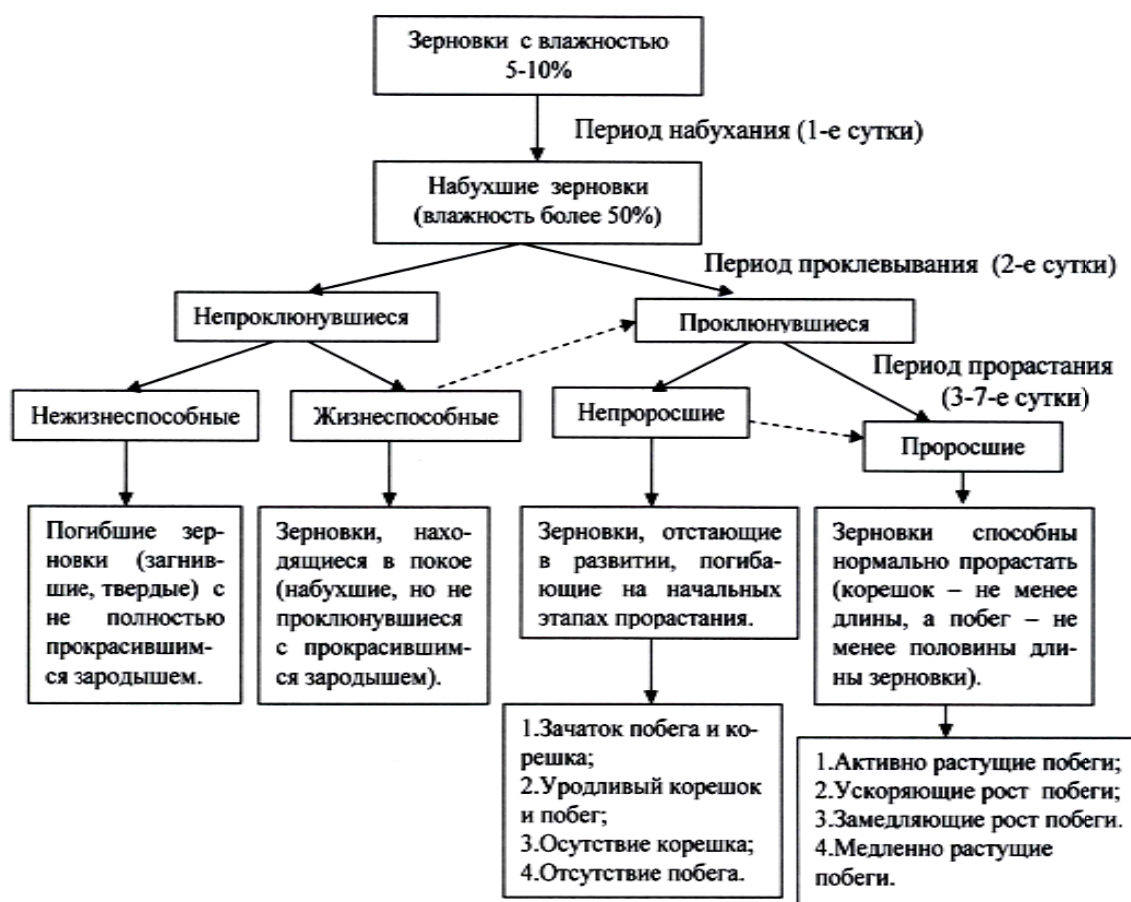 Зерновки с влажностью
5-10%
Период набухания (1-е сутки)
Набухшие зерновки
(влажность более 50%)
Период проклевывания (2-е сутки)
Непроклюнувшиеся
Проклюнувшиеся
Период прорастания
(3-7-е сутки)
Нежизнеспособные
Жизнеспособные
Непроросшие
Проросшие
Погибшие зер-
новки (загнив-
шие, твердые) с
не полностью
прокрасившим-
ся зародышем.
Зерновки, нахо-
дящиеся в покое
(набухшие, но не
проклюнувшиеся
с прокрасившим-
ся зародышем).
Зерновки, отстающие
в развитии, погиба-
ющие на начальных
этапах прорастания.
Зерновки способны
нормально прорастать
(корешок – не менее
длины, а побег – не
менее половины дли-
ны зерновки).
1.Зачаток побега и ко-
решка;
2.Уродливый корешок
и побег;
3.Осутствие корешка;
4.Отсутствие побега.
1.Активно растущие побеги;
2.Ускоряющие рост побеги;
3.Замедляющие рост побеги.
4.Медленно растущие
побеги.